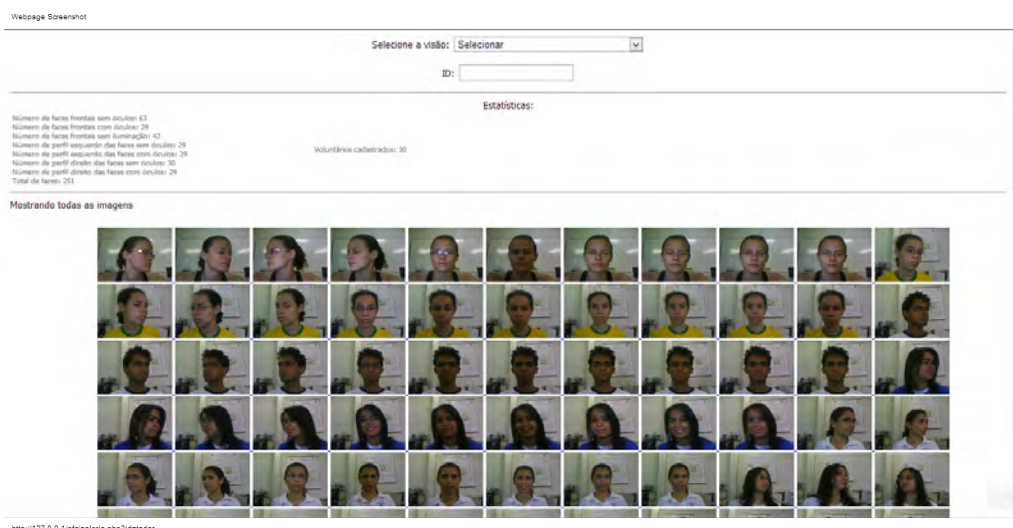 Webpage Screenshot
Selecione a visão: Selecionar
ID:
Estatísticas:
Número de faces frontais sem óculos: 63
Número de faces frontais com óculos: 29
Número de faces frontais sem iluminação: 42
Número de perfil esquerdo das faces sem óculos: 29
Número de perfil esquerdo das faces com óculos: 29
Número de perfil direito das faces sem óculos: 30
Número de perfil direito das faces com óculos: 29
Total de faces: 251
Voluntários cadastrados: 30
Mostrando todas as imagens